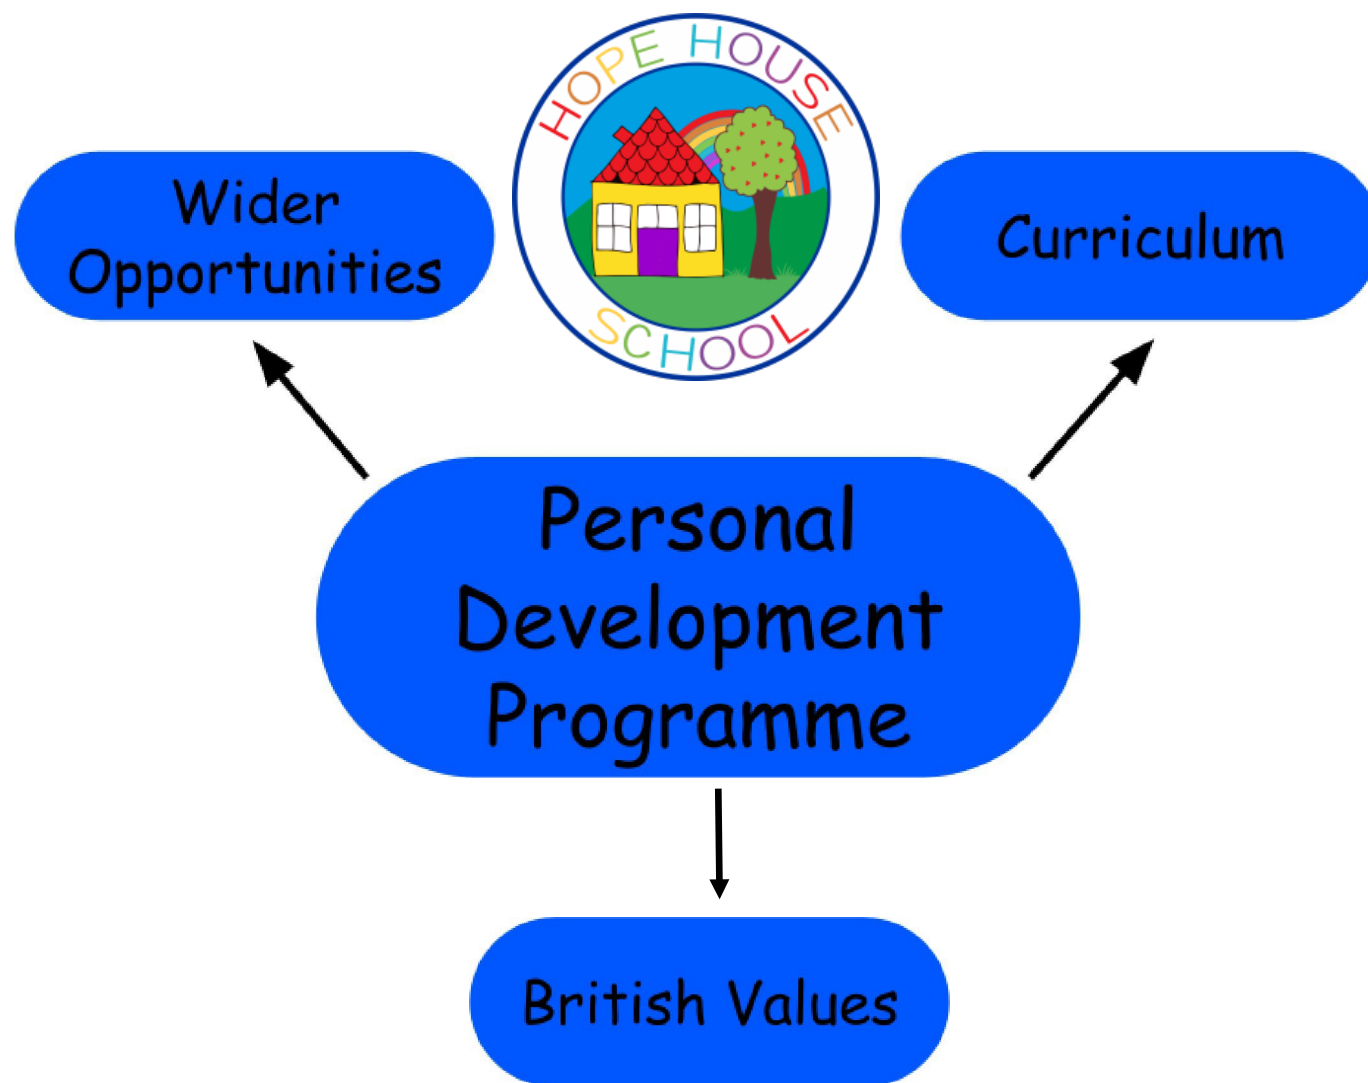 HOPE HOUSE
SCHOOL
Wider
Opportunities
Curriculum
Personal
Development
Programme
British Values